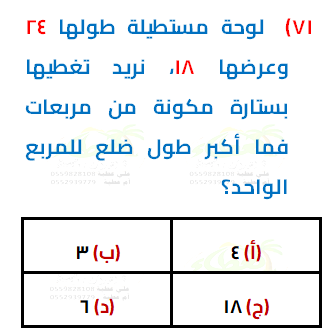 ٧١) لوحة مستطيلة طولها ٢٤
وعرضها ١٨، نريد تغطيها
بستارة مكونة من مربعات
فما أكبر طول ضلع للمربع
الواحد؟
(أ) ٤ (ب) ٣
(ج) ١٨ (د) ٦